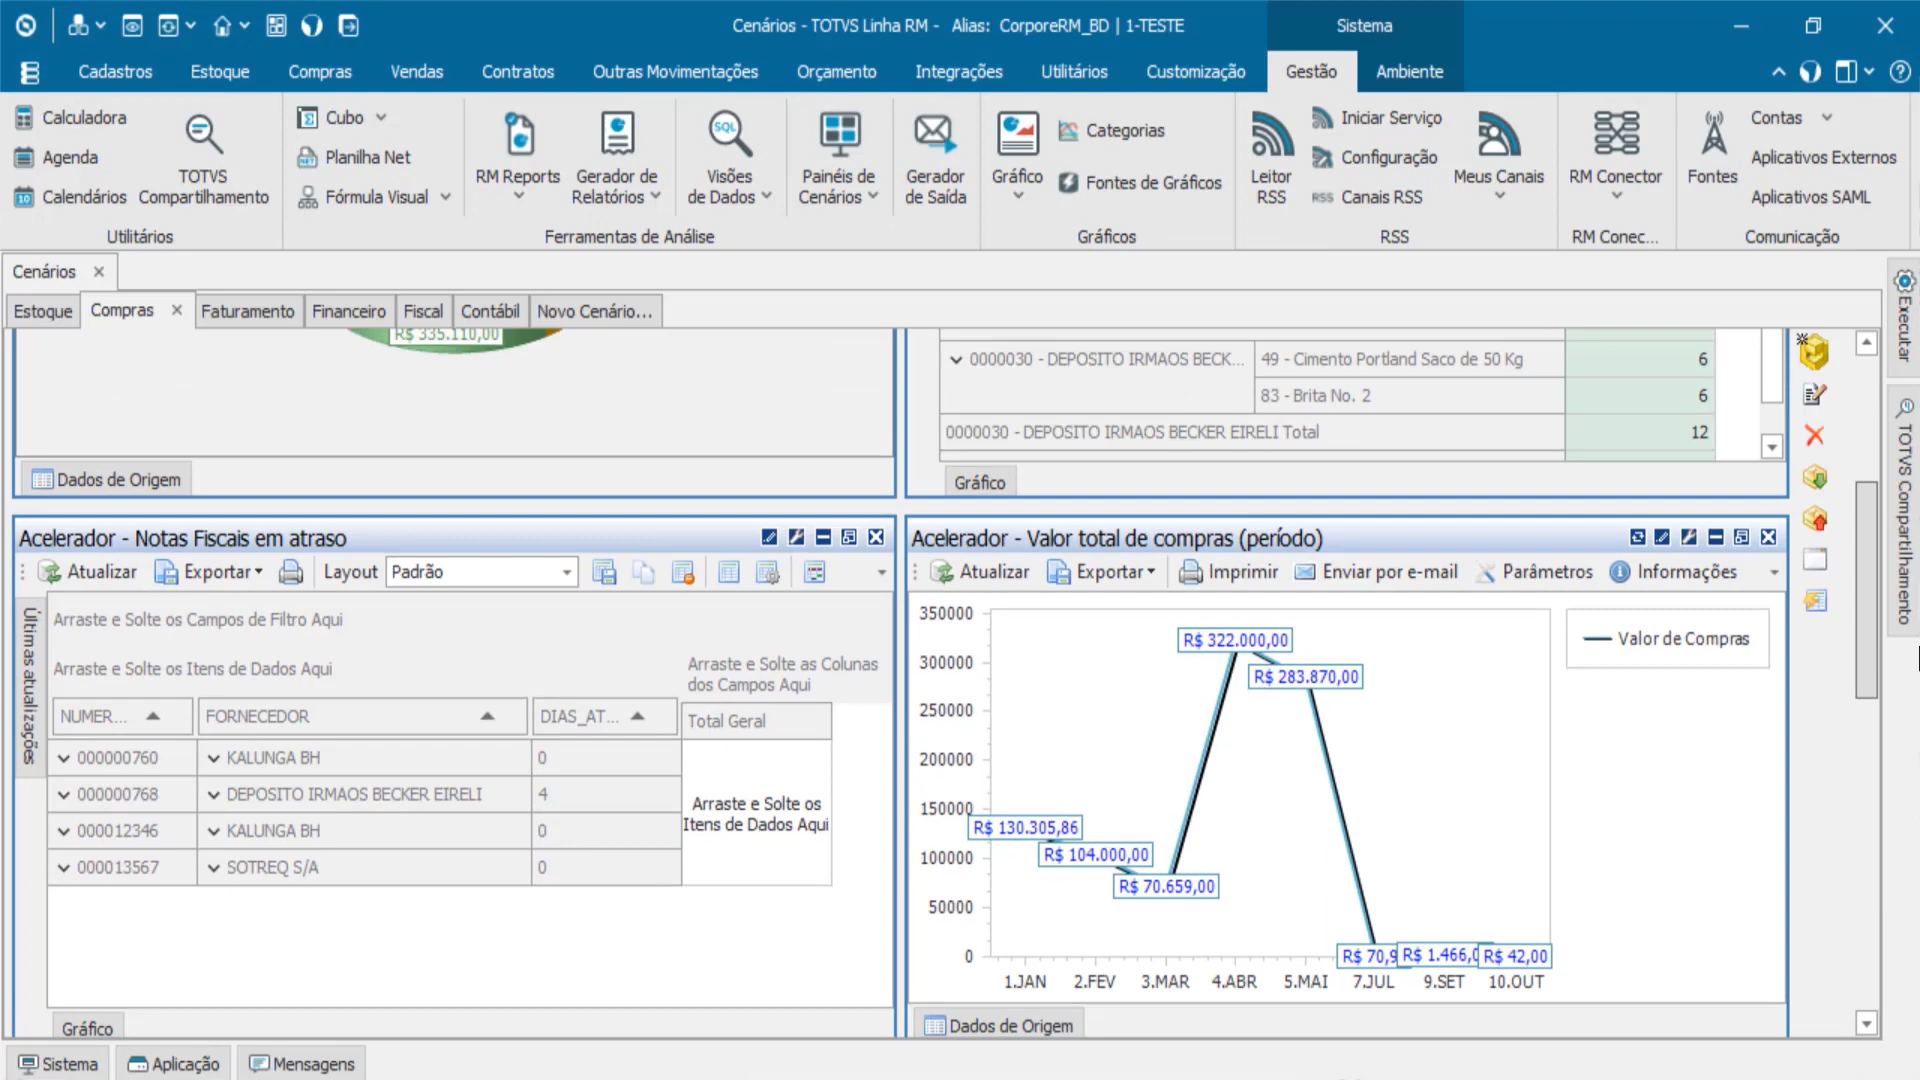 Cenários - TOTVS Linha RM - Alias: CorporeRM_BD | 1-TESTE
Sistema
Cadastros Estoque Compras Vendas Contratos Outras Movimentações Orçamento Integrações Utilitários Customização Gestão Ambiente
Calculadora
Agenda
Calendários
TOTVS
Compartilhamento
Utilitários
Cubo
Planilha Net
Fórmula Visual
RM Reports
Gerador de
Relatórios
SQL
Visões
de Dados
Painéis de
Cenários
Gerador
de Saída
Ferramentas de Análise
Gráfico
Categorias
Fontes de Gráficos
Gráficos
Leitor
RSS
Iniciar Serviço
Configuração
RSS Canais RSS
Meus Canais
RSS
RM Conector
RM Conec...
Fontes
Contas
Aplicativos Externos
Aplicativos SAML
Comunicação
Cenários
Estoque Compras Faturamento Financeiro Fiscal Contábil Novo Cenário...
Executar
TOTVS Compartilhamento
R$ 335.110,00
Dados de Origem
0000030 - DEPOSITO IRMAOS BECK... 49 - Cimento Portland Saco de 50 Kg 6
83 - Brita No. 2 6
0000030 - DEPOSITO IRMAOS BECKER EIRELI Total 12
Gráfico
Acelerador - Notas Fiscais em atraso
Atualizar Exportar Layout Padrão
Últimas atualizações
Arraste e Solte os Campos de Filtro Aqui
Arraste e Solte os Itens de Dados Aqui
Arraste e Solte as Colunas
dos Campos Aqui
NUMER... FORNECEDOR DIAS_AT... Total Geral
000000760 KALUNGA BH 0
000000768 DEPOSITO IRMAOS BECKER EIRELI 4
000012346 KALUNGA BH 0
000013567 SOTREQ S/A 0
Arraste e Solte os
Itens de Dados Aqui
Gráfico
Acelerador - Valor total de compras (período)
Atualizar Exportar Imprimir Enviar por e-mail Parâmetros Informações
350000
300000
250000
200000
150000
100000
50000
0
R$ 322.000,00
R$ 283.870,00
R$ 130.305,86
R$ 104.000,00
R$ 70.659,00
R$ 70,9
R$ 1.466,0
R$ 42,00
1.JAN 2.FEV 3.MAR 4.ABR 5.MAI 7.JUL 9.SET 10.OUT
Valor de Compras
Dados de Origem
Sistema Aplicação Mensagens